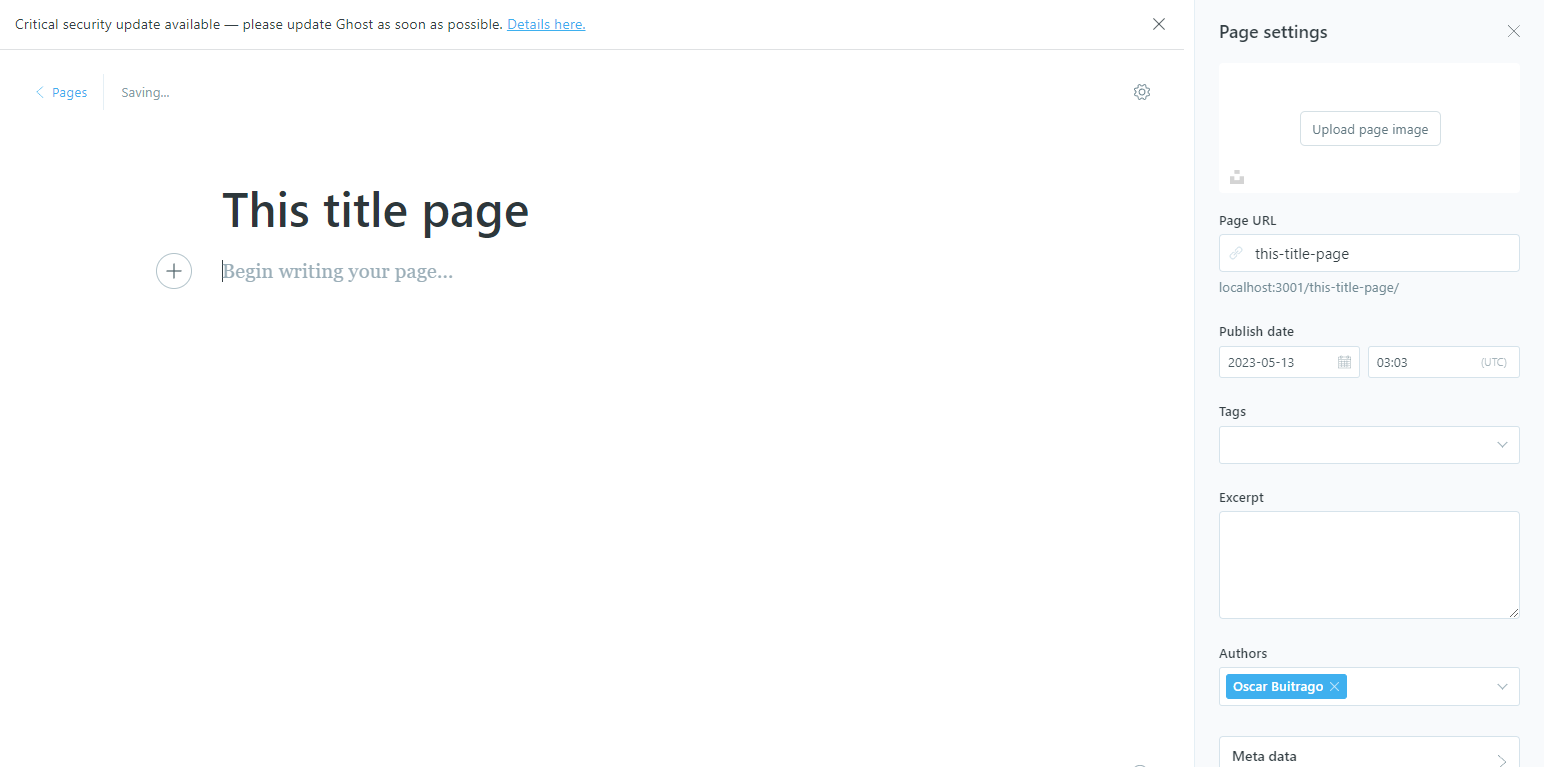 Critical security update available — please update Ghost as soon as possible. Details here.
Pages
Saving...
This title page
Begin writing your page...
Page settings
Upload page image
Page URL
this-title-page
localhost:3001/this-title-page/
Publish date
2023-05-13
03:03
(UTC)
Tags
Excerpt
Authors
Oscar Buitrago
Meta data